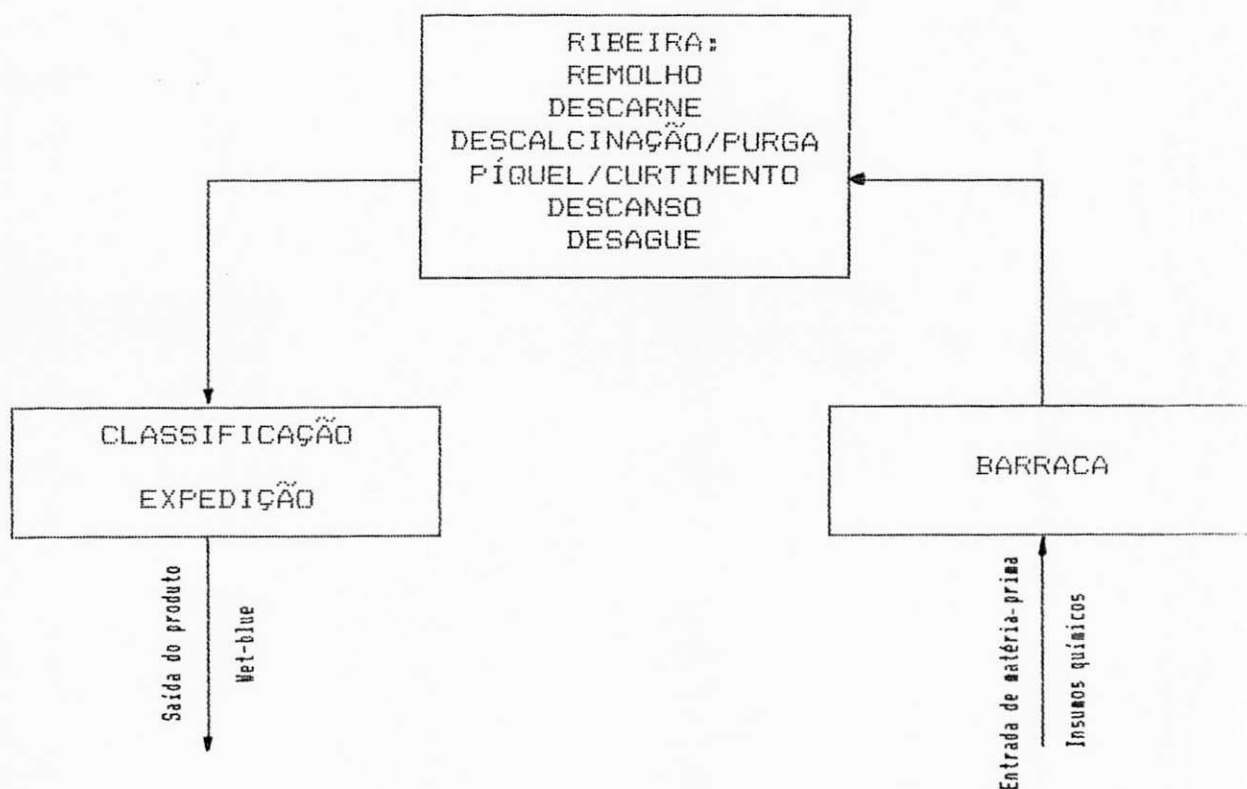 RIBEIRA:
REMOLHO
DESCARNE
DESCALCINAÇÃO/PURGA
PÍQUEL/CURTIMENTO
DESCANSO
DESAGUE
CLASSIFICAÇÃO
EXPEDIÇÃO
BARRACA
Saída do produto
Wet-blue
Entrada de matéria-prima
Insumos químicos